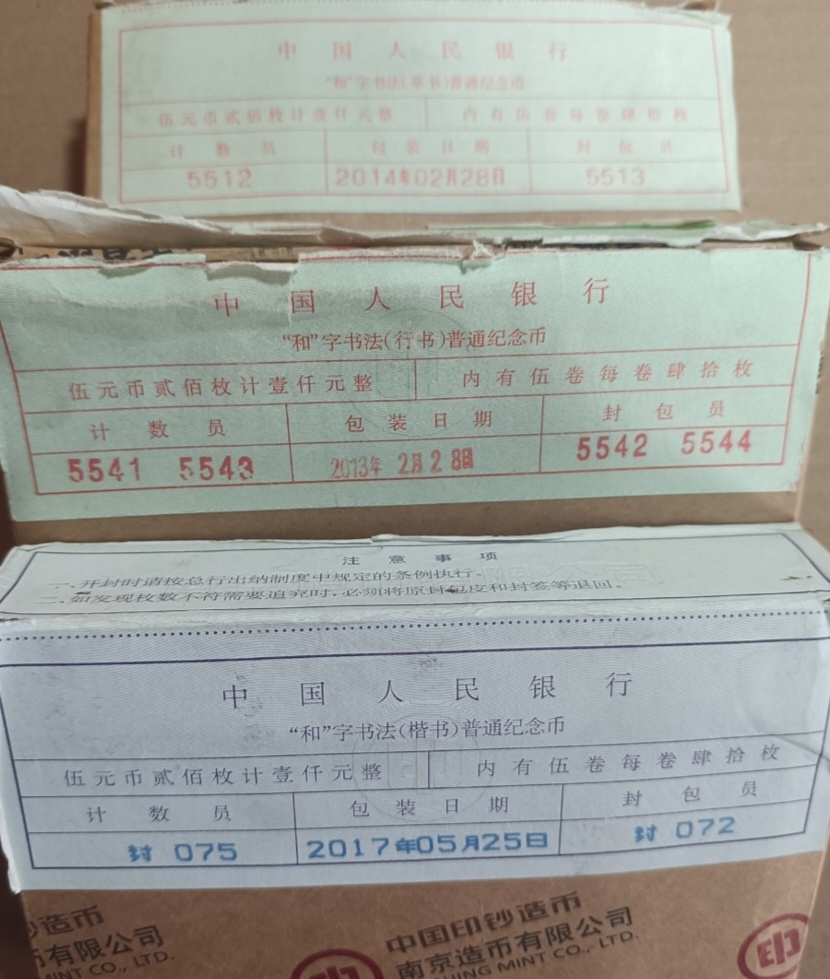 中国人民银行
“和”字书法(草书)普通纪念币
伍元币贰佰枚计壹仟元整 内有伍卷每卷肆拾枚
计数员 包装日期 封包员
5512 2014年02月28日 5513
中国人民银行
“和”字书法(行书)普通纪念币
伍元币贰佰枚计壹仟元整 内有伍卷每卷肆拾枚
计数员 包装日期 封包员
5541 5543 2013年 2月28日 5542 5544
注意事项
一、开封时请按总行出纳制度中规定的条例执行。
二、如发现枚数不符需要追究时,必须将原封包皮和封签等退回。
中国人民银行
“和”字书法(楷书)普通纪念币
伍元币贰佰枚计壹仟元整 内有伍卷每卷肆拾枚
计数员 包装日期 封包员
封 075 2017年05月25日 封 072
造币 中国印钞造币
有限公司 南京造币有限公司
MINT CO., LTD. MINT CO., LTD.